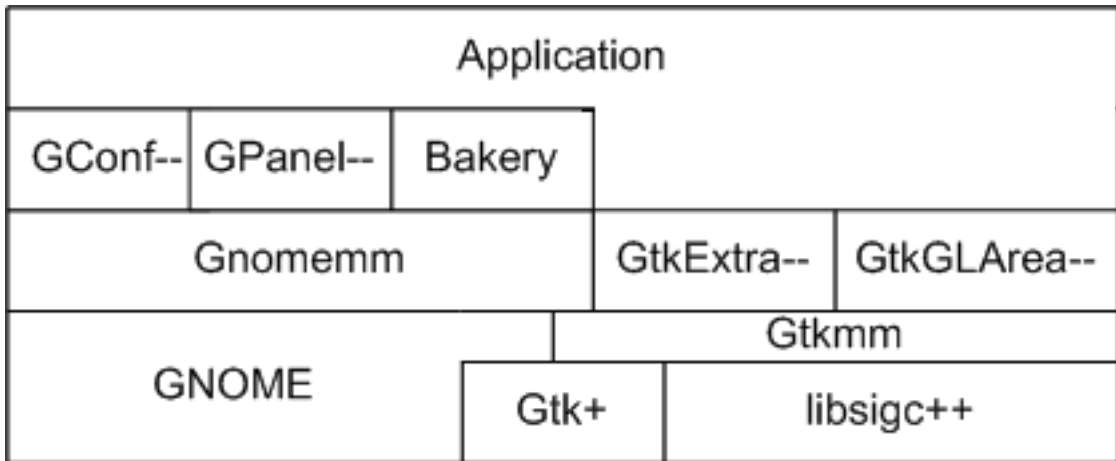 Application
GConf-- GPanel-- Bakery
Gnomemm GtkExtra-- GtkGLArea--
Gtkmm
GNOME
Gtk+ libsigc++